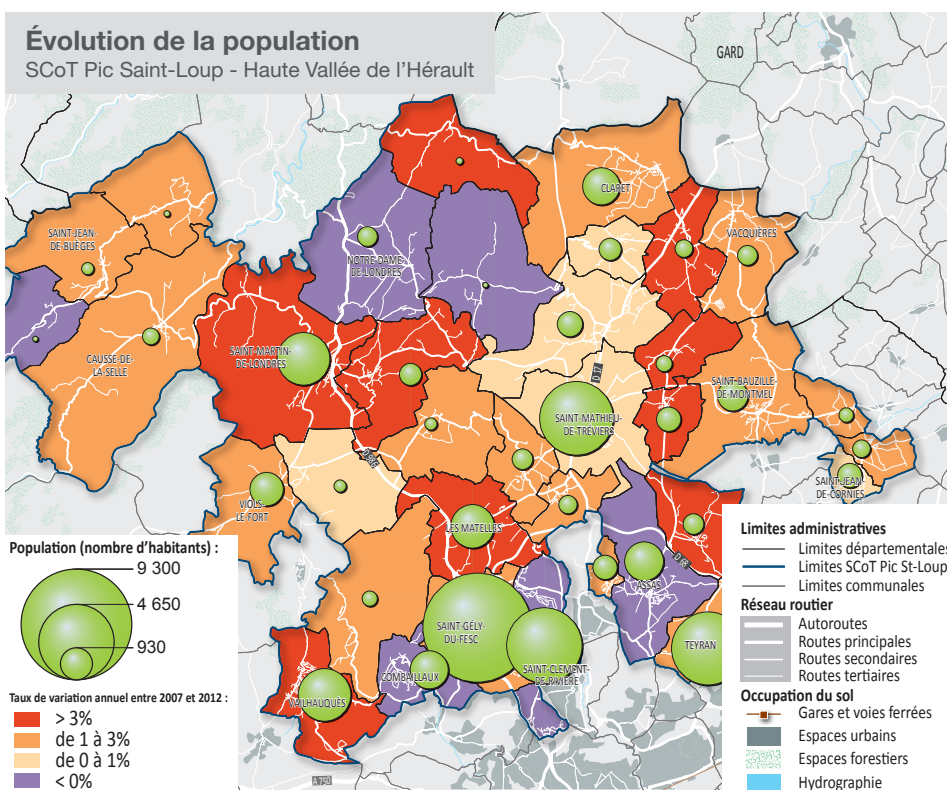 Évolution de la population
SCoT Pic Saint-Loup - Haute Vallée de l'Hérault
GARD
CLARET
SAINT-JEAN-
DE-BUÈGES
VACQUIÈRES
NOTRE-DAME-
DE-LONDRES
SAINT-MARTIN-
DE-LONDRES
CAUSSE-DE-
LA-SELLE
D 17
SAINT-BAUZILLE-
DE-MONTMEL
SAINT-MATHIEU-
DE-TRÉVIERS
D 986
SAINT-JEAN-
DE-CORNIES
VIOLS-
LE-FORT
LES MATELLES
D 68
ASSAS
SAINT-GÉLY-
DU-FESC
TEYRAN
SAINT-CLÉMENT-
DE-RIVIÈRE
COMBAILLAUX
VAILHAUQUÈS
A 750
Population (nombre d'habitants) :
9 300
4 650
930
Taux de variation annuel entre 2007 et 2012 :
> 3%
de 1 à 3%
de 0 à 1%
< 0%
Limites administratives
Limites départementales
Limites SCoT Pic St-Loup
Limites communales
Réseau routier
Autoroutes
Routes principales
Routes secondaires
Routes tertiaires
Occupation du sol
Gares et voies ferrées
Espaces urbains
Espaces forestiers
Hydrographie